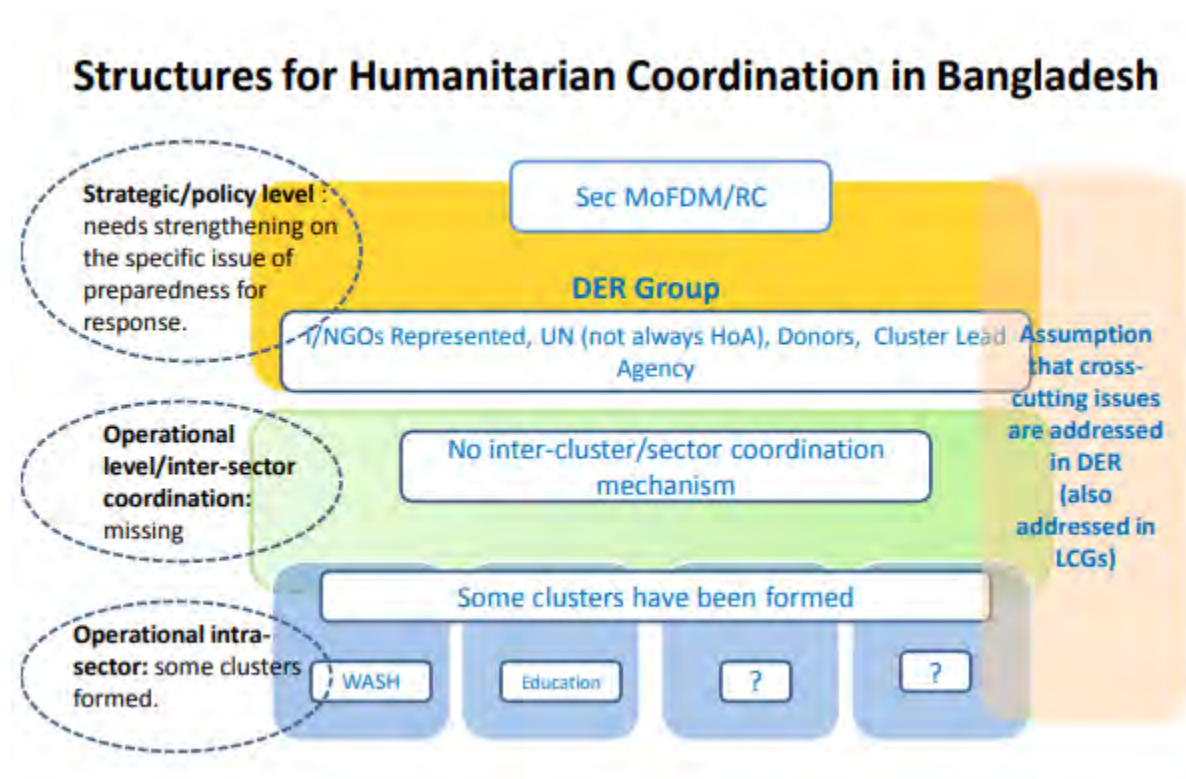 Structures for Humanitarian Coordination in Bangladesh
Strategic/policy level :
needs strengthening on
the specific issue of
preparedness for
response.
Sec MoFDM/RC
DER Group
I/NGOs Represented, UN (not always HoA), Donors, Cluster Lead
Agency
Assumption
that cross-
cutting issues
are addressed
in DER
(also
addressed in
LCGs)
Operational
level/inter-sector
coordination:
missing
No inter-cluster/sector coordination
mechanism
Some clusters have been formed
Operational intra-
sector: some clusters
formed.
WASH
Education
?
?